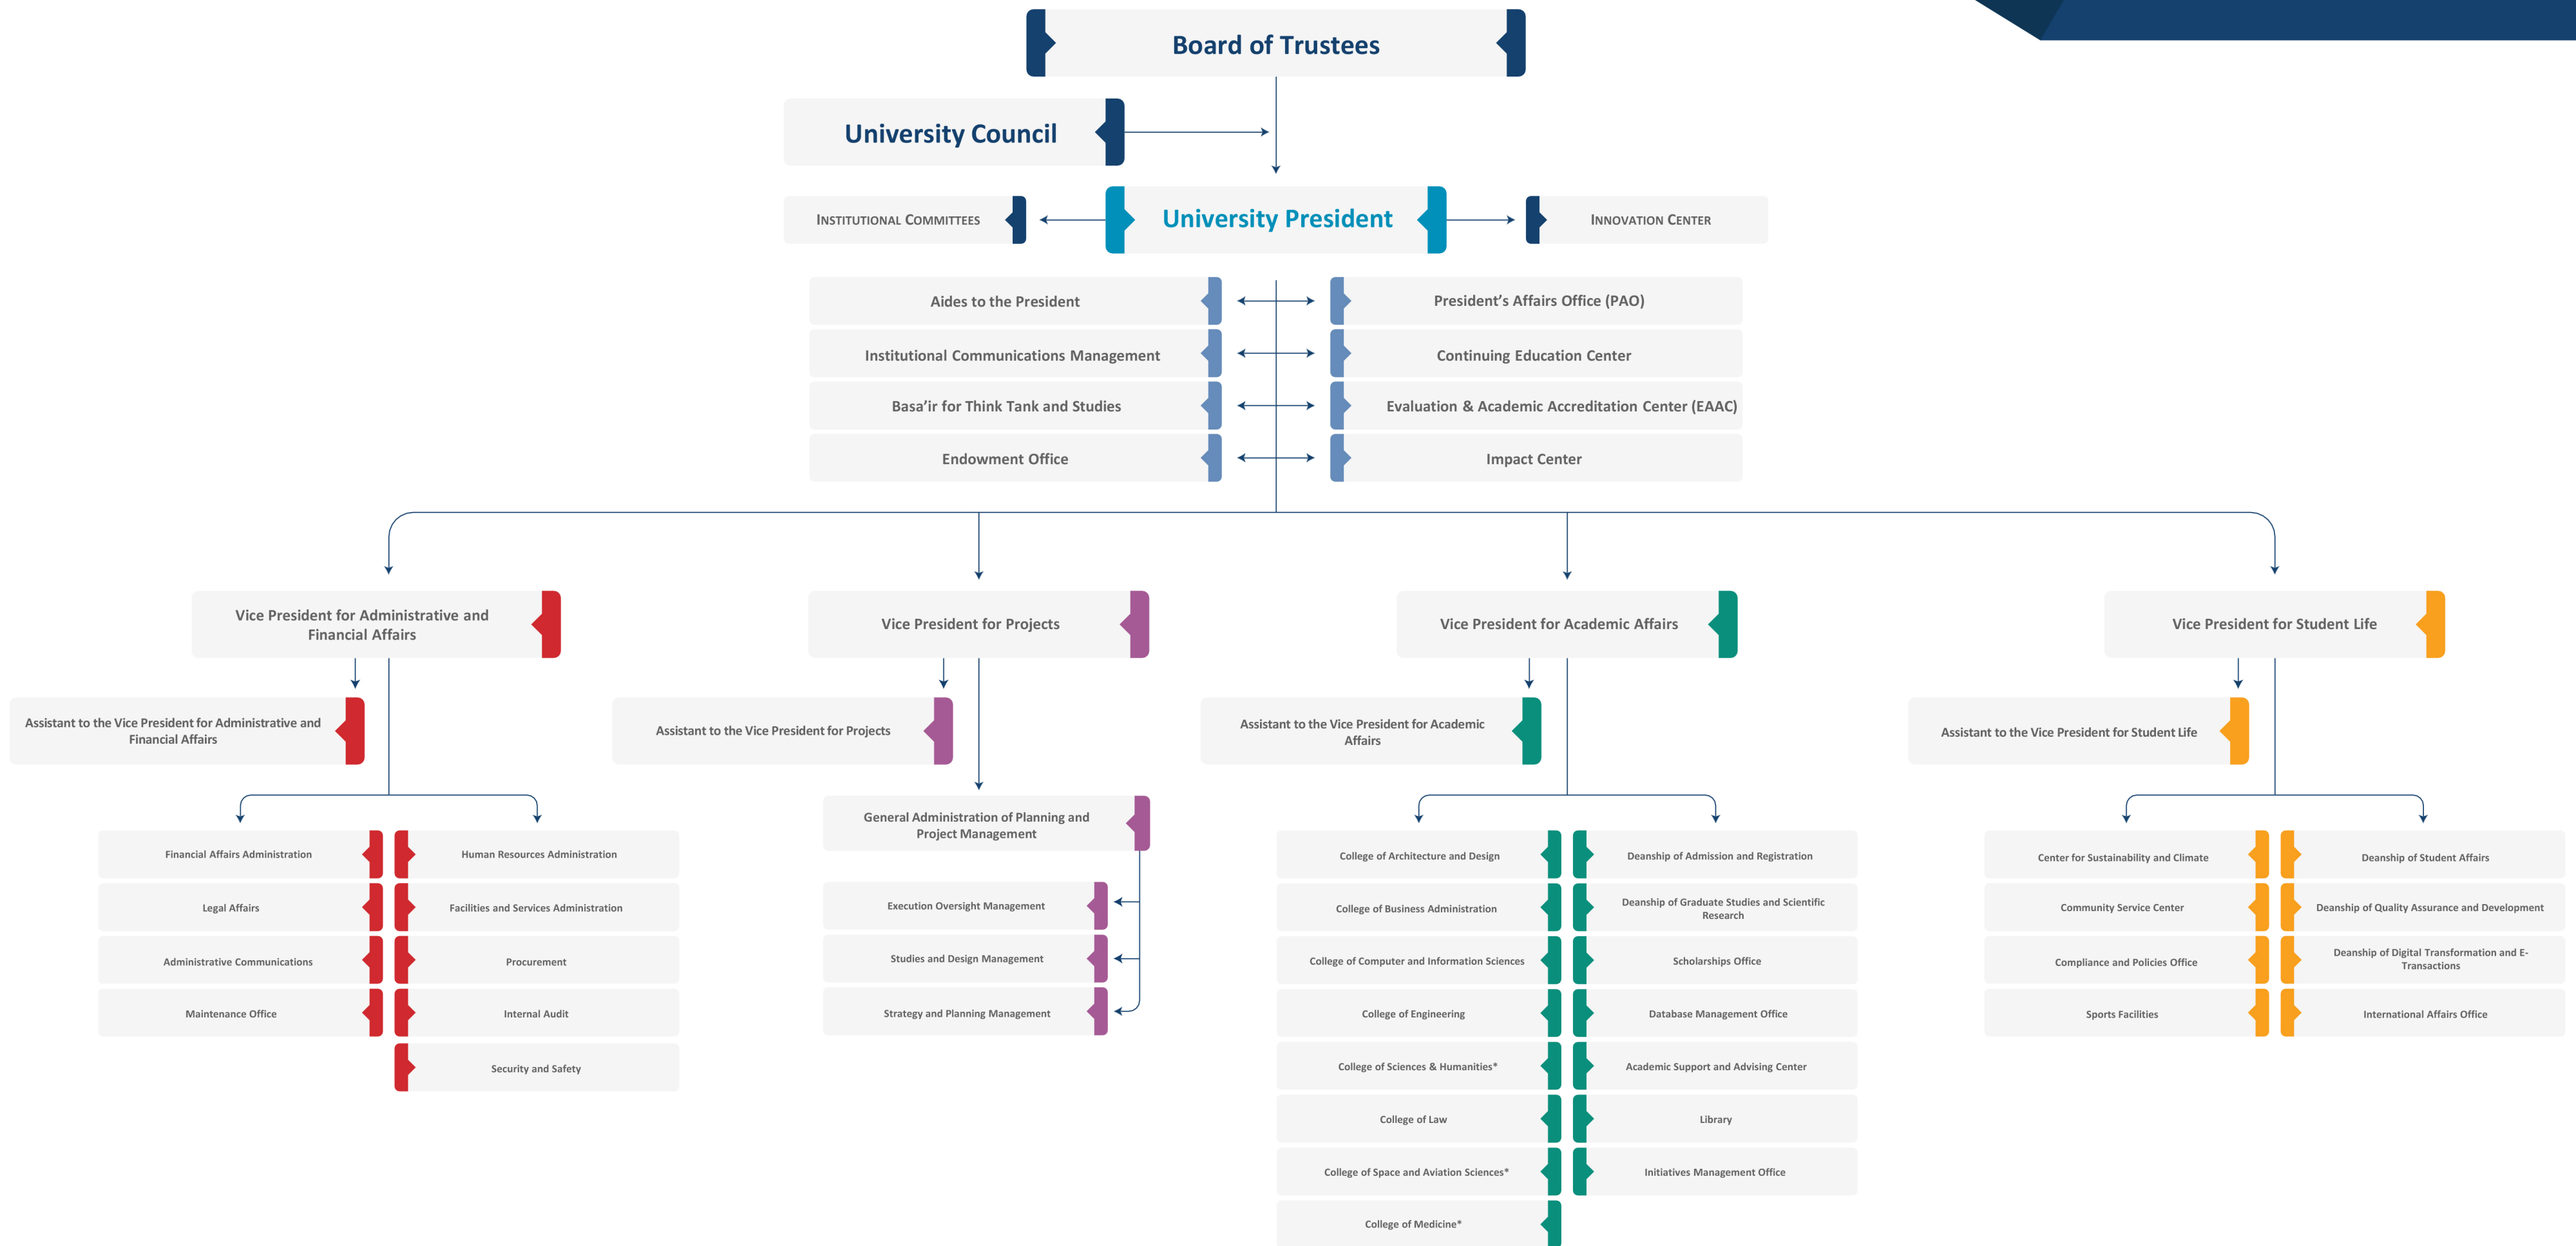 Board of Trustees
University Council
INSTITUTIONAL COMMITTEES
University President
INNOVATION CENTER
Aides to the President
President’s Affairs Office (PAO)
Institutional Communications Management
Continuing Education Center
Basa’ir for Think Tank and Studies
Evaluation & Academic Accreditation Center (EAAC)
Endowment Office
Impact Center
Vice President for Administrative and
Financial Affairs
Vice President for Projects
Vice President for Academic Affairs
Vice President for Student Life
Assistant to the Vice President for Administrative and
Financial Affairs
Assistant to the Vice President for Projects
Assistant to the Vice President for Academic
Affairs
Assistant to the Vice President for Student Life
Financial Affairs Administration
Human Resources Administration
Legal Affairs
Facilities and Services Administration
Administrative Communications
Procurement
Maintenance Office
Internal Audit
Security and Safety
General Administration of Planning and
Project Management
Execution Oversight Management
Studies and Design Management
Strategy and Planning Management
College of Architecture and Design
Deanship of Admission and Registration
College of Business Administration
Deanship of Graduate Studies and Scientific
Research
College of Computer and Information Sciences
Scholarships Office
College of Engineering
Database Management Office
College of Sciences & Humanities*
Academic Support and Advising Center
College of Law
Library
College of Space and Aviation Sciences*
Initiatives Management Office
College of Medicine*
Center for Sustainability and Climate
Deanship of Student Affairs
Community Service Center
Deanship of Quality Assurance and Development
Compliance and Policies Office
Deanship of Digital Transformation and E-
Transactions
Sports Facilities
International Affairs Office